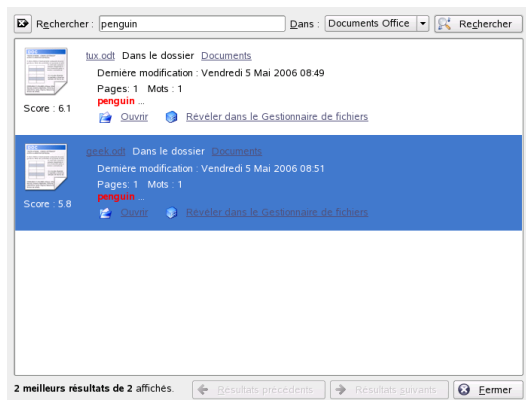 Rechercher : penguin Dans : Documents Office Rechercher
tux.odt Dans le dossier Documents
Dernière modification : Vendredi 5 Mai 2006 08:49
Pages: 1 Mots : 1
penguin ...
Score : 6.1
Ouvrir Révéler dans le Gestionnaire de fichiers
geek.odt Dans le dossier Documents
Dernière modification : Vendredi 5 Mai 2006 08:51
Pages: 1 Mots : 1
penguin ...
Score : 5.8
Ouvrir Révéler dans le Gestionnaire de fichiers
2 meilleurs résultats de 2 affichés. Résultats précédents Résultats suivants Fermer